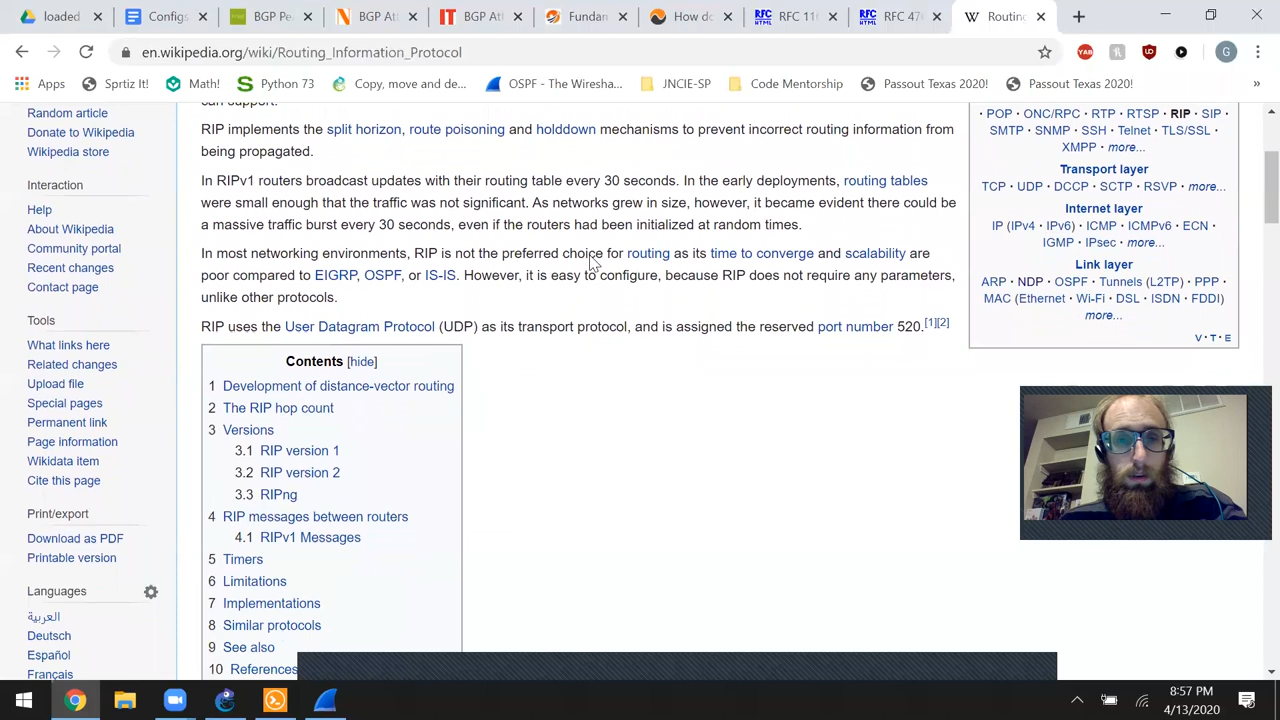 loaded
Configs
BGP Pe
BGP Att
BGP Att
Fundan
How do
RFC 11
RFC 47
Routing
en.wikipedia.org/wiki/Routing_Information_Protocol
YAB
G
Apps
Sprtiz It!
Math!
Python 73
Copy, move and de...
OSPF - The Wiresha...
JNCIE-SP
Code Mentorship
Passout Texas 2020!
Passout Texas 2020!
»
Random article
Donate to Wikipedia
Wikipedia store
Interaction
Help
About Wikipedia
Community portal
Recent changes
Contact page
Tools
What links here
Related changes
Upload file
Special pages
Permanent link
Page information
Wikidata item
Cite this page
Print/export
Download as PDF
Printable version
Languages
العربية
Deutsch
Español
Français
can support.
RIP implements the split horizon, route poisoning and holddown mechanisms to prevent incorrect routing information from
being propagated.
In RIPv1 routers broadcast updates with their routing table every 30 seconds. In the early deployments, routing tables
were small enough that the traffic was not significant. As networks grew in size, however, it became evident there could be
a massive traffic burst every 30 seconds, even if the routers had been initialized at random times.
In most networking environments, RIP is not the preferred choice for routing as its time to converge and scalability are
poor compared to EIGRP, OSPF, or IS-IS. However, it is easy to configure, because RIP does not require any parameters,
unlike other protocols.
RIP uses the User Datagram Protocol (UDP) as its transport protocol, and is assigned the reserved port number 520.[1][2]
Contents [hide]
1 Development of distance-vector routing
2 The RIP hop count
3 Versions
3.1 RIP version 1
3.2 RIP version 2
3.3 RIPng
4 RIP messages between routers
4.1 RIPv1 Messages
5 Timers
6 Limitations
7 Implementations
8 Similar protocols
9 See also
10 References
· POP · ONC/RPC · RTP · RTSP · RIP · SIP ·
SMTP · SNMP · SSH · Telnet · TLS/SSL ·
XMPP · more...
Transport layer
TCP · UDP · DCCP · SCTP · RSVP · more...
Internet layer
IP (IPv4 · IPv6) · ICMP · ICMPv6 · ECN ·
IGMP · IPsec · more...
Link layer
ARP · NDP · OSPF · Tunnels (L2TP) · PPP ·
MAC (Ethernet · Wi-Fi · DSL · ISDN · FDDI)
more...
V · T · E
8:57 PM
4/13/2020